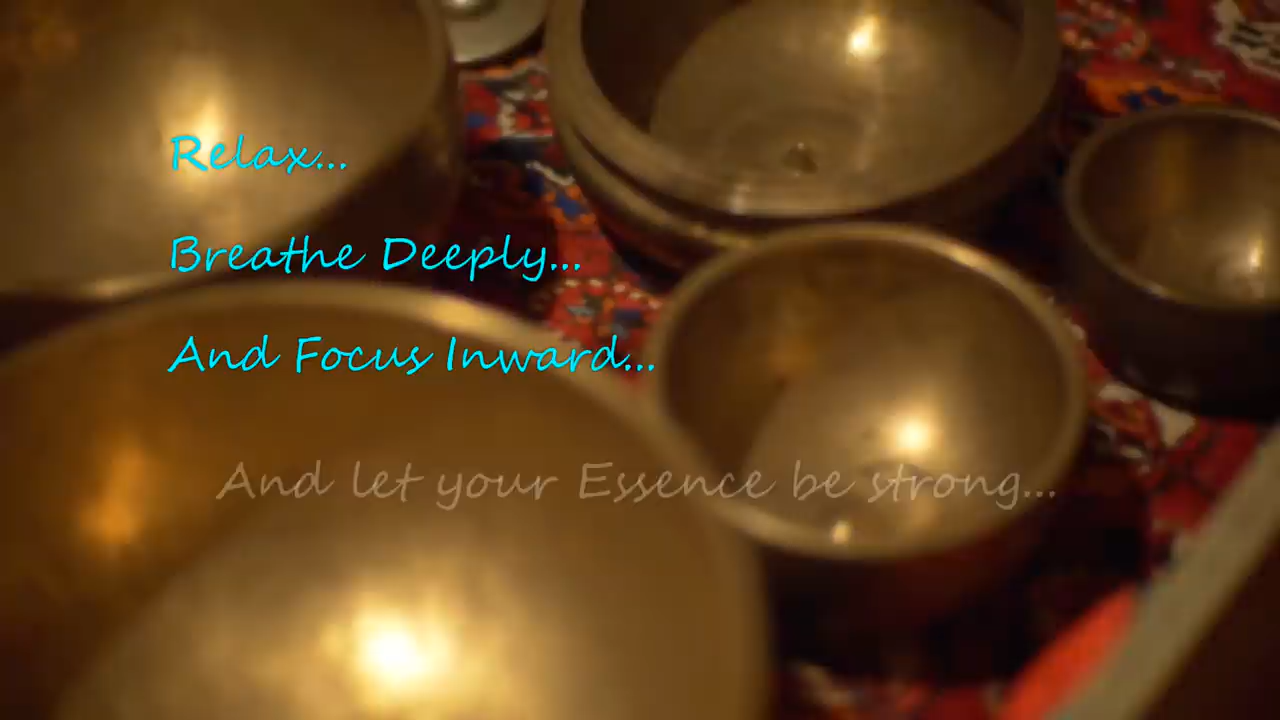 Relax...
Breathe Deeply...
And Focus Inward...
And let your Essence be strong...